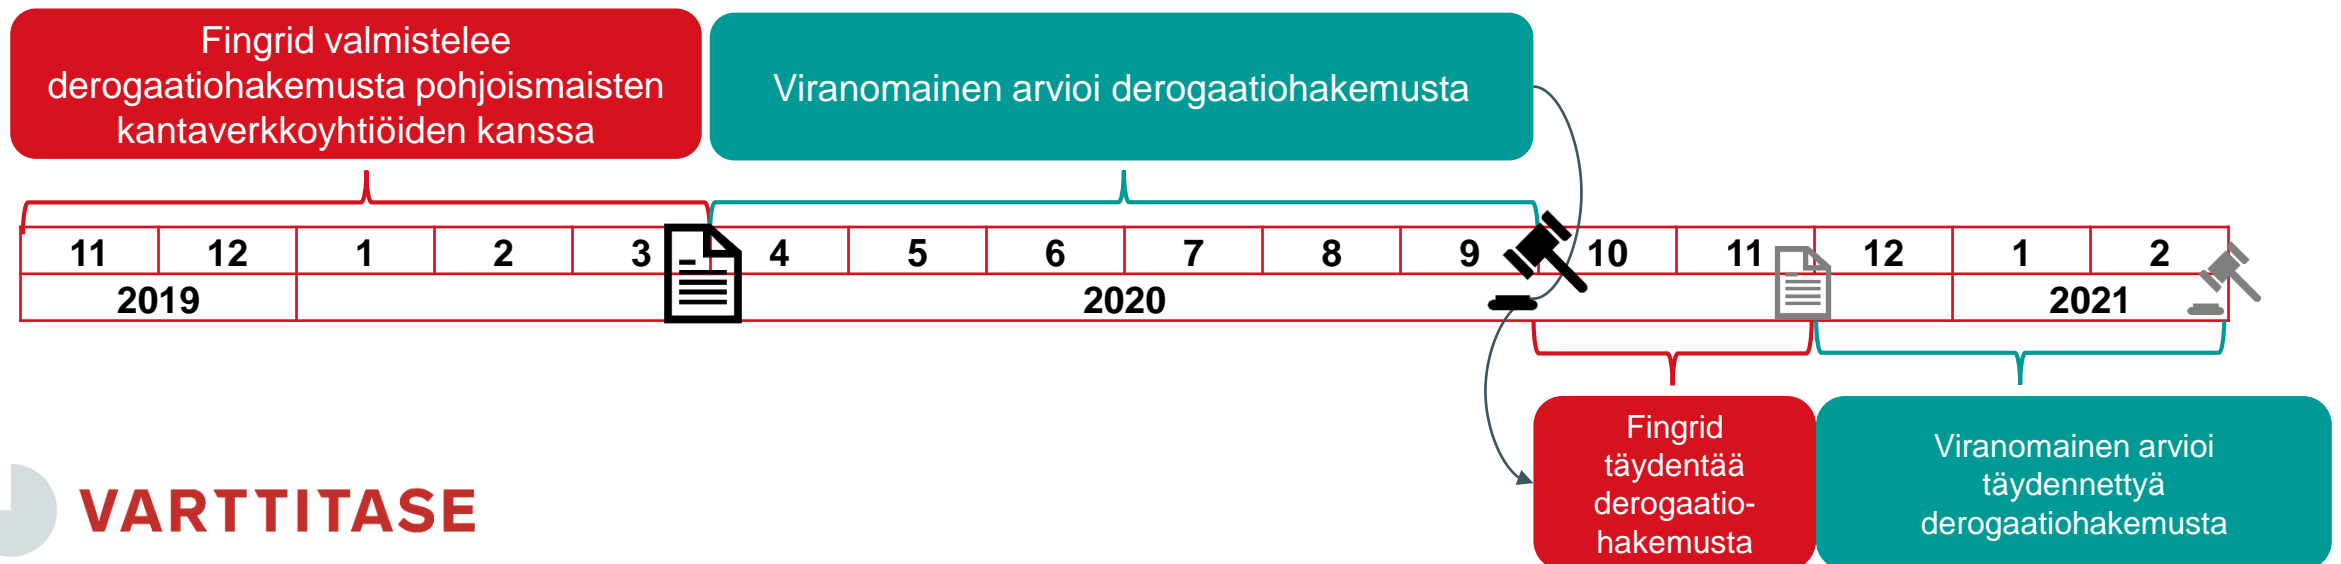 Fingrid valmistelee
derogaatiohakemusta pohjoismaisten
kantaverkkoyhtiöiden kanssa
Viranomainen arvioi derogaatiohakemusta
11 12 1 2 3 4 5 6 7 8 9 10 11 12 1 2
2019 2020 2021
Fingrid
täydentää
derogaatio-
hakemusta
Viranomainen arvioi
täydennettyä
derogaatiohakemusta
VARTTITASE